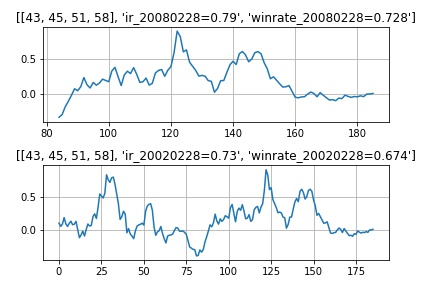 [[43, 45, 51, 58], 'ir_20080228=0.79', 'winrate_20080228=0.728']
0.5
0.0
80 100 120 140 160 180
[[43, 45, 51, 58], 'ir_20020228=0.73', 'winrate_20020228=0.674']
0.5
0.0
0 25 50 75 100 125 150 175